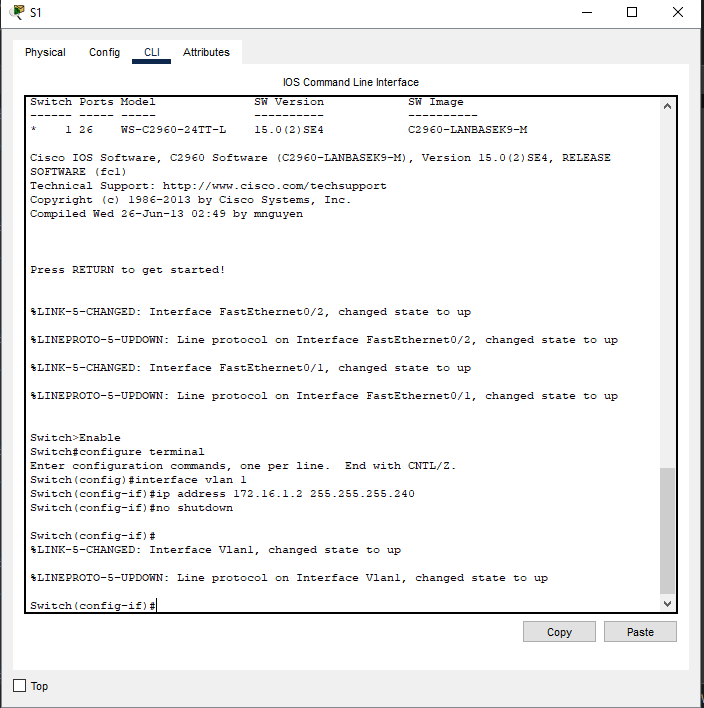 S1
Physical Config CLI Attributes
IOS Command Line Interface
Switch Ports Model              SW Version            SW Image
------ ----- -----              ----------            ----------
*    1 26    WS-C2960-24TT-L    15.0(2)SE4            C2960-LANBASEK9-M
Cisco IOS Software, C2960 Software (C2960-LANBASEK9-M), Version 15.0(2)SE4, RELEASE
SOFTWARE (fc1)
Technical Support: http://www.cisco.com/techsupport
Copyright (c) 1986-2013 by Cisco Systems, Inc.
Compiled Wed 26-Jun-13 02:49 by mnguyen
Press RETURN to get started!
%LINK-5-CHANGED: Interface FastEthernet0/2, changed state to up
%LINEPROTO-5-UPDOWN: Line protocol on Interface FastEthernet0/2, changed state to up
%LINK-5-CHANGED: Interface FastEthernet0/1, changed state to up
%LINEPROTO-5-UPDOWN: Line protocol on Interface FastEthernet0/1, changed state to up
Switch>Enable
Switch#configure terminal
Enter configuration commands, one per line.  End with CNTL/Z.
Switch(config)#interface vlan 1
Switch(config-if)#ip address 172.16.1.2 255.255.255.240
Switch(config-if)#no shutdown
Switch(config-if)#
%LINK-5-CHANGED: Interface Vlan1, changed state to up
%LINEPROTO-5-UPDOWN: Line protocol on Interface Vlan1, changed state to up
Switch(config-if)#
Copy Paste
Top